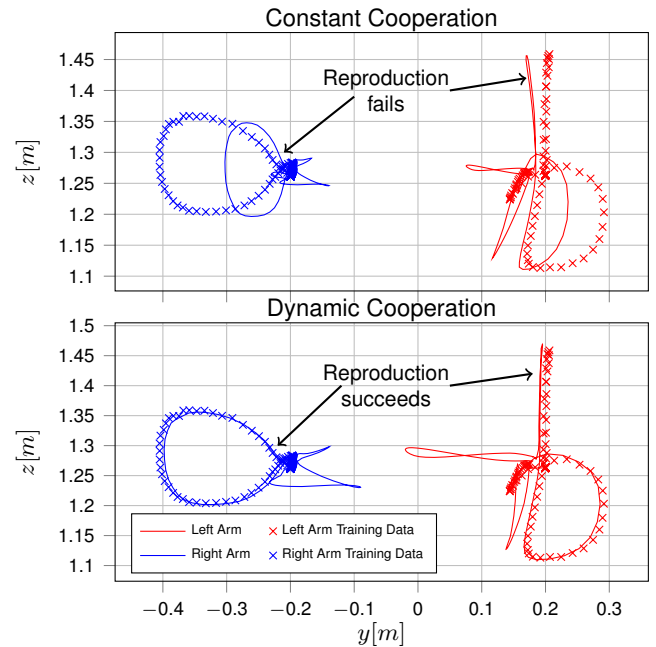 Constant Cooperation
1.45
1.4
1.35
1.3
1.25
1.2
1.15
1.1
z[m]
Reproduction
fails
Dynamic Cooperation
1.5
1.45
1.4
1.35
1.3
1.25
1.2
1.15
1.1
z[m]
Reproduction
succeeds
Left Arm
Left Arm Training Data
Right Arm
Right Arm Training Data
−0.4 −0.3 −0.2 −0.1 0 0.1 0.2 0.3
y[m]